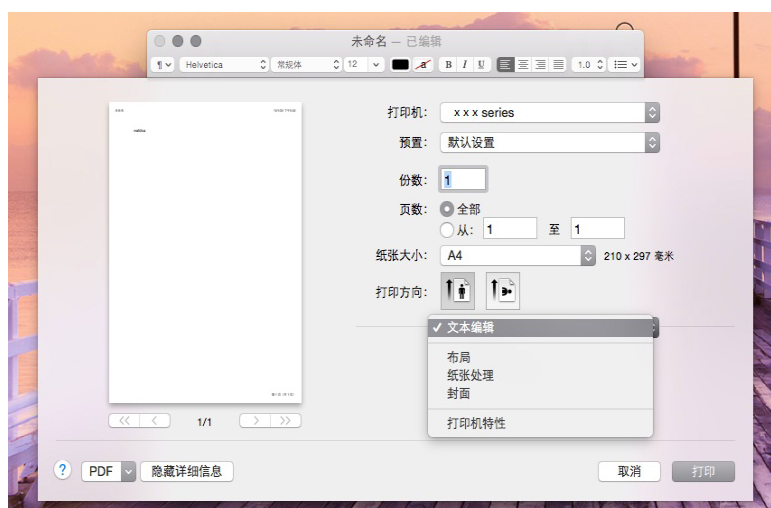 未命名 — 已编辑
¶ Helvetica 常规体 12 a B I U 1.0
打印机: x x x series
预置: 默认设置
份数: 1
页数: 全部
从: 1 至 1
纸张大小: A4 210 x 297 毫米
打印方向:
✓ 文本编辑
布局
纸张处理
封面
打印机特性
<< < 1/1 > >>
? PDF 隐藏详细信息 取消 打印